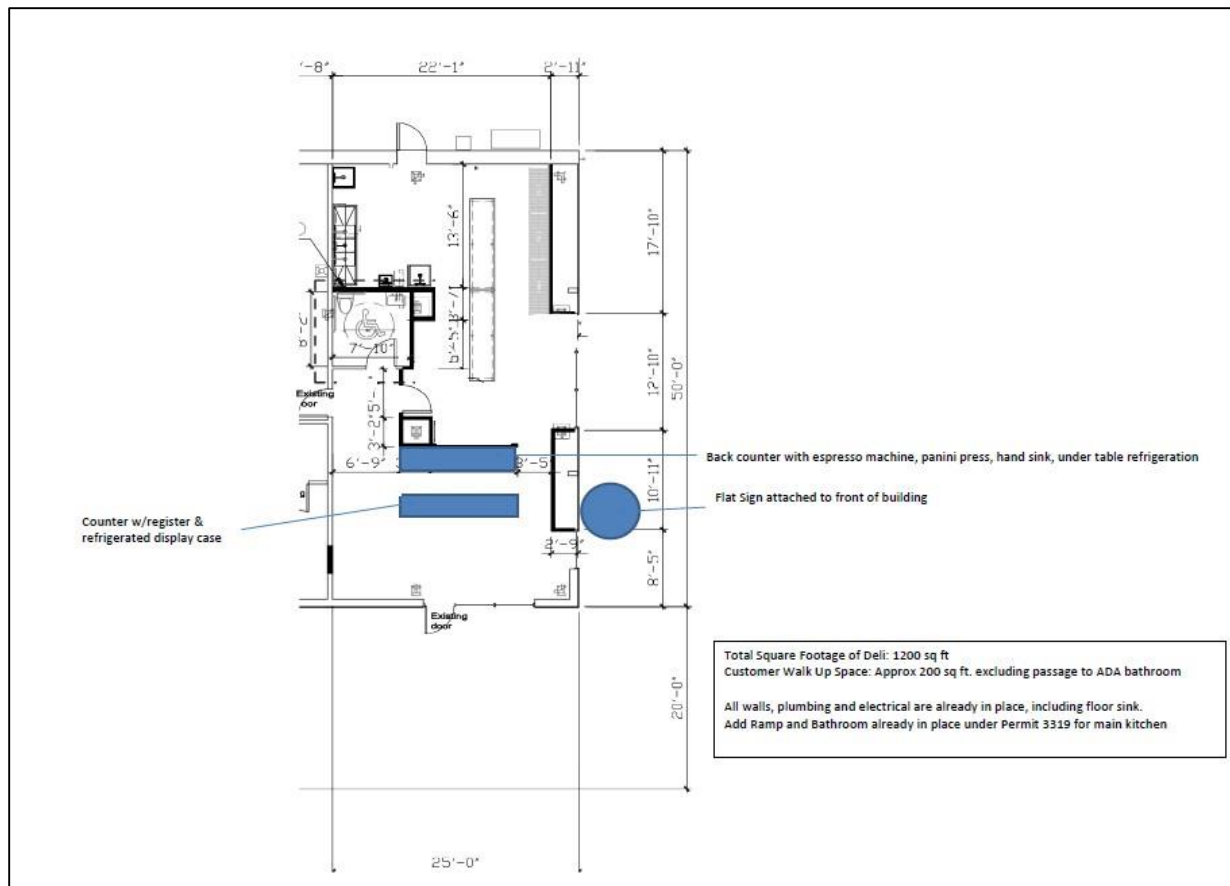 22'-1"
2'-11"
13'-6"
17'-10"
7'-10"
12'-10"
50'-0"
Existing
oor
3'-2"
6'-9"
Back counter with espresso machine, panini press, hand sink, under table refrigeration
10'-11"
Flat Sign attached to front of building
Counter w/register &
refrigerated display case
2'-9"
8'-5"
Existing
door
Total Square Footage of Deli: 1200 sq ft
Customer Walk Up Space: Approx 200 sq ft. excluding passage to ADA bathroom
All walls, plumbing and electrical are already in place, including floor sink.
Add Ramp and Bathroom already in place under Permit 3319 for main kitchen
20'-0"
25'-0"